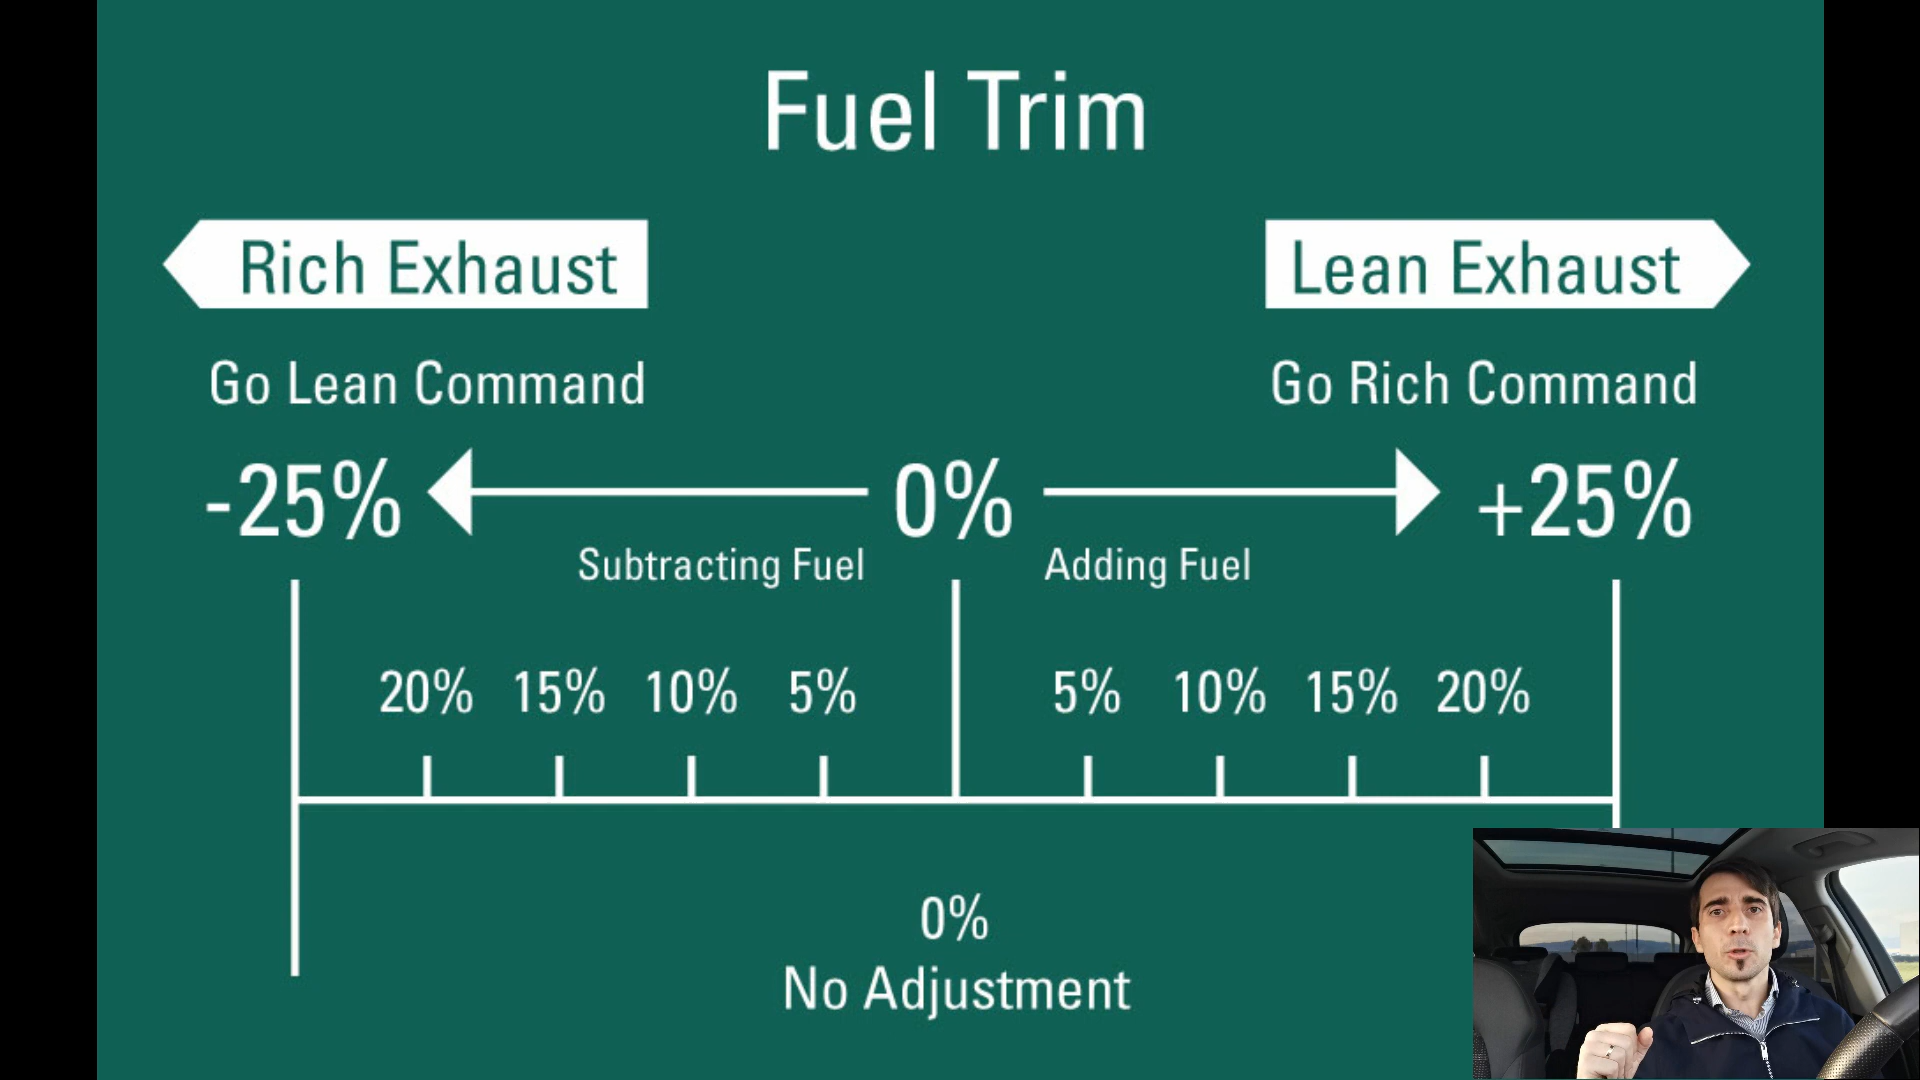 Fuel Trim
Rich Exhaust
Lean Exhaust
Go Lean Command
Go Rich Command
-25%
0%
+25%
Subtracting Fuel
Adding Fuel
20% 15% 10% 5% 5% 10% 15% 20%
0%
No Adjustment